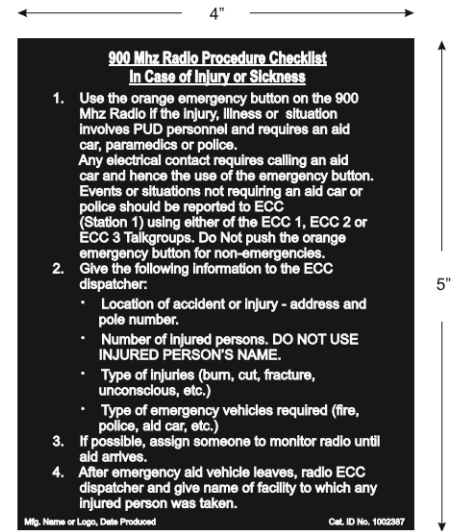 4”
900 Mhz Radio Procedure Checklist
In Case of Injury or Sickness
1. Use the orange emergency button on the 900
Mhz Radio if the injury, illness or situation
involves PUD personnel and requires an aid
car, paramedics or police.
Any electrical contact requires calling an aid
car and hence the use of the emergency button.
Events or situations not requiring an aid car or
police should be reported to ECC
(Station 1) using either of the ECC 1, ECC 2 or
ECC 3 Talkgroups. Do Not push the orange
emergency button for non-emergencies.
2. Give the following information to the ECC
dispatcher:
· Location of accident or injury - address and
pole number.
· Number of injured persons. DO NOT USE
INJURED PERSON’S NAME.
· Type of injuries (burn, cut, fracture,
unconscious, etc.)
· Type of emergency vehicles required (fire,
police, aid car, etc.)
3. If possible, assign someone to monitor radio until
aid arrives.
4. After emergency aid vehicle leaves, radio ECC
dispatcher and give name of facility to which any
injured person was taken.
Mfg. Name or Logo, Date Produced Cat. ID No. 1002387
5”